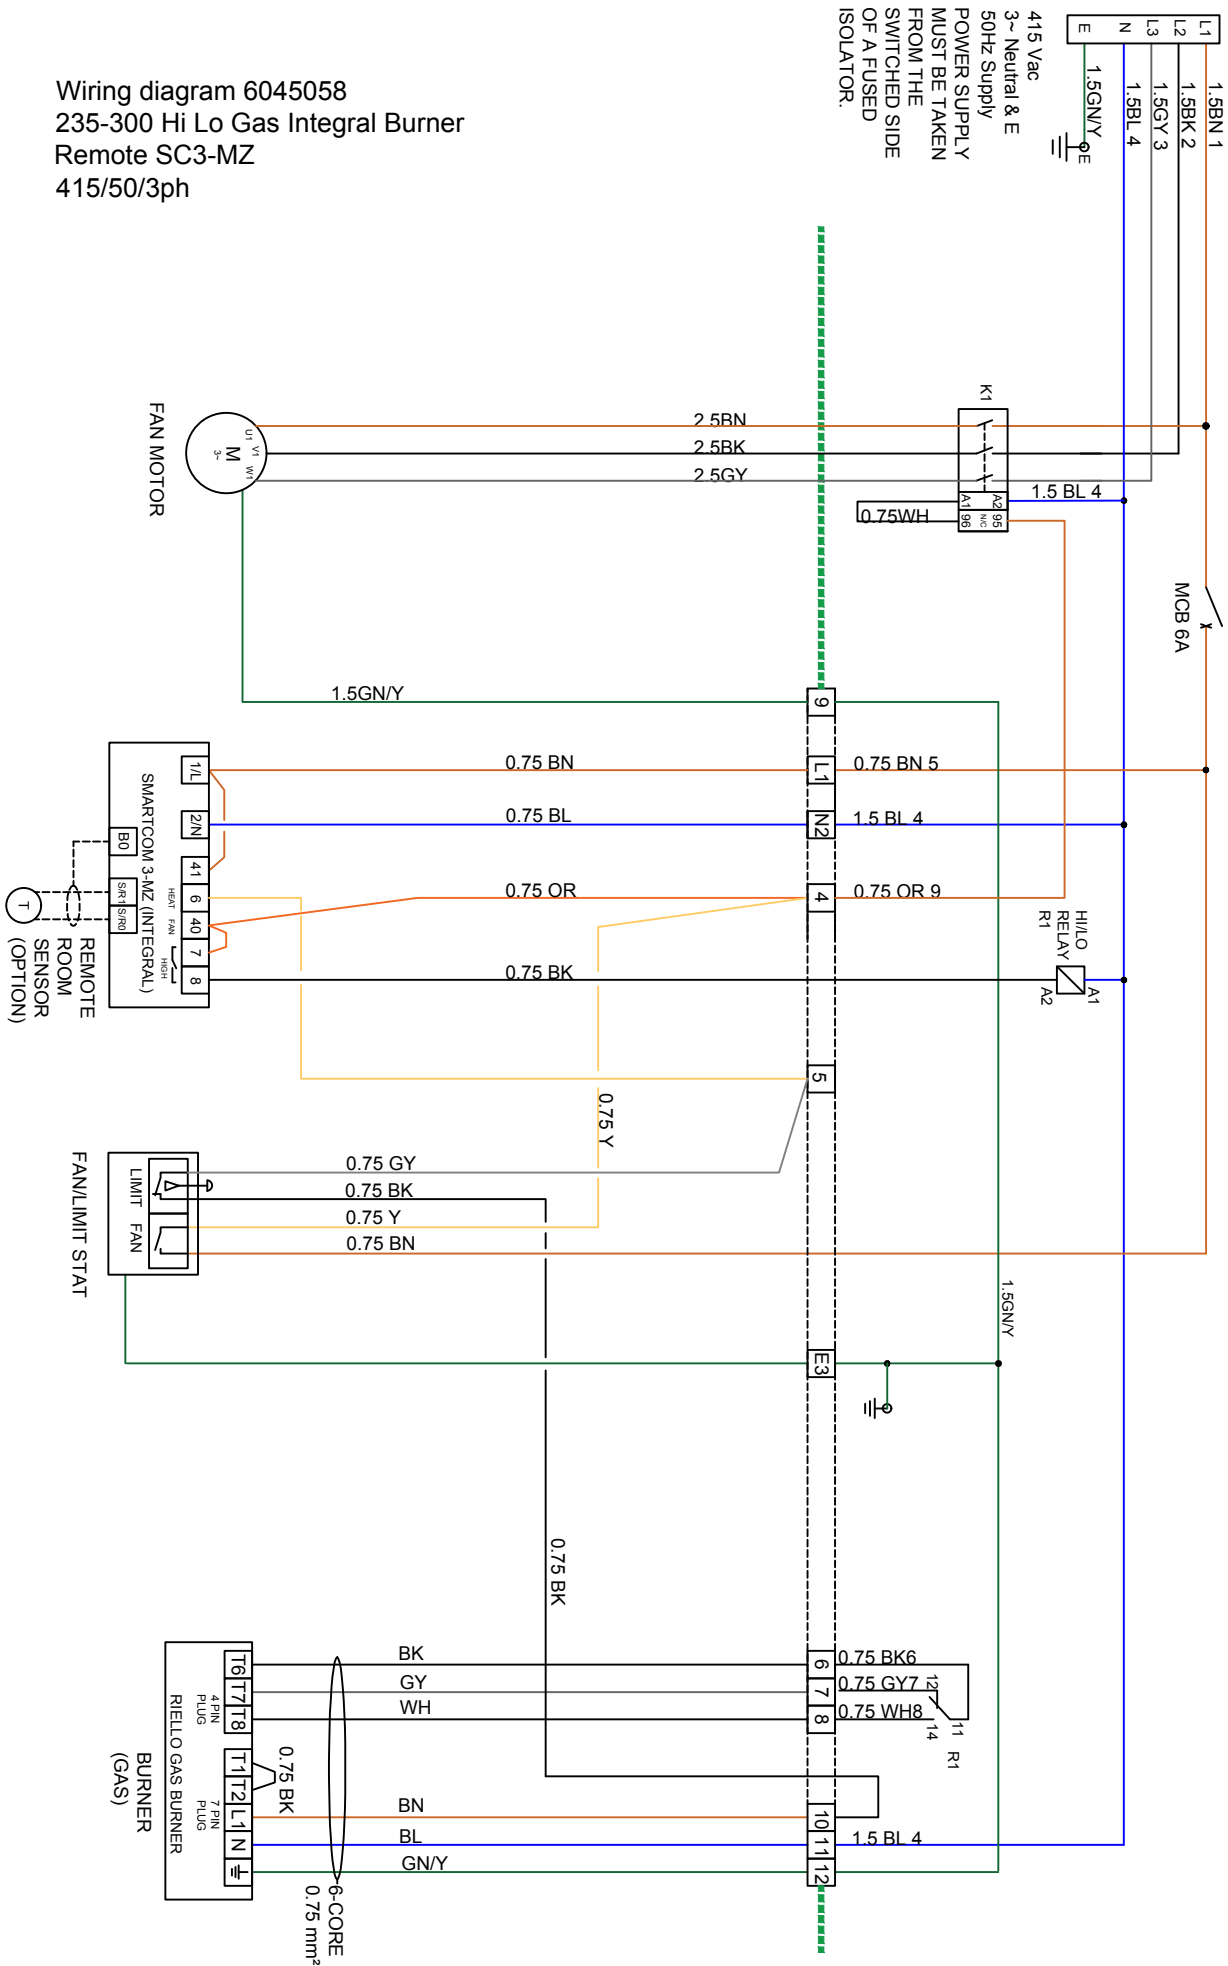 Wiring diagram 6045058
235-300 Hi Lo Gas Integral Burner
Remote SC3-MZ
415/50/3ph
L1
L2
L3
N
E
1.5BN 1
1.5BK 2
1.5GY 3
1.5BL 4
1.5GN/Y
E
415 Vac
3~ Neutral & E
50Hz Supply
POWER SUPPLY
MUST BE TAKEN
FROM THE
SWITCHED SIDE
OF A FUSED
ISOLATOR.
K1
A2
95
N/C
A1
96
1.5 BL 4
0.75WH
2.5BN
2.5BK
2.5GY
U1
V1
W1
M
3~
FAN MOTOR
MCB 6A
9
1.5GN/Y
L1
0.75 BN
0.75 BN 5
N2
0.75 BL
1.5 BL 4
4
0.75 OR
0.75 OR 9
HI/LO
RELAY
R1
A1
A2
0.75 BK
1/L
2/N
41
6
40
7
8
HEAT
FAN
HIGH
SMARTCOM 3-MZ (INTEGRAL)
B0
S/R1
S/R0
T
REMOTE
ROOM
SENSOR
(OPTION)
5
0.75 Y
0.75 GY
0.75 BK
0.75 Y
0.75 BN
LIMIT
FAN
FAN/LIMIT STAT
1.5GN/Y
E3
0.75 BK
6
7
8
0.75 BK6
0.75 GY7
0.75 WH8
12
11
14
R1
BK
GY
WH
T6
T7
T8
4 PIN
PLUG
T1
T2
0.75 BK
L1
N
7 PIN
PLUG
RIELLO GAS BURNER
BURNER
(GAS)
10
11
12
BN
BL
GN/Y
1.5 BL 4
6-CORE
0.75 mm²